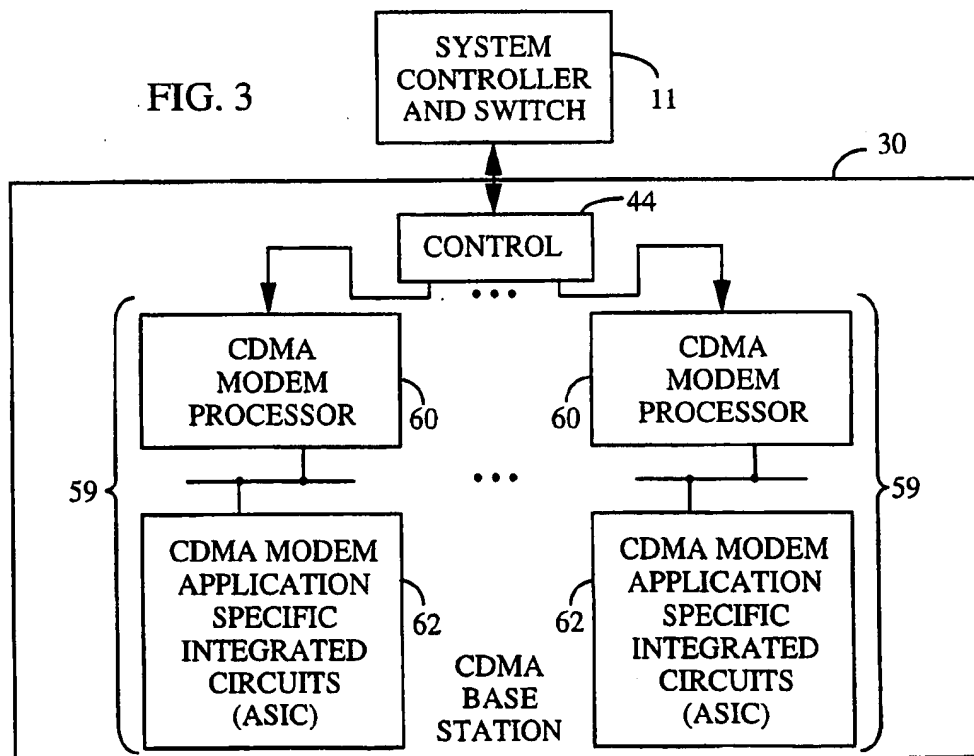 FIG. 3
SYSTEM
CONTROLLER
AND SWITCH
11
30
44
CONTROL
•••
CDMA
MODEM
PROCESSOR
60
CDMA
MODEM
PROCESSOR
60
59
•••
59
CDMA MODEM
APPLICATION
SPECIFIC
INTEGRATED
CIRCUITS
(ASIC)
62
CDMA
BASE
STATION
62
CDMA MODEM
APPLICATION
SPECIFIC
INTEGRATED
CIRCUITS
(ASIC)